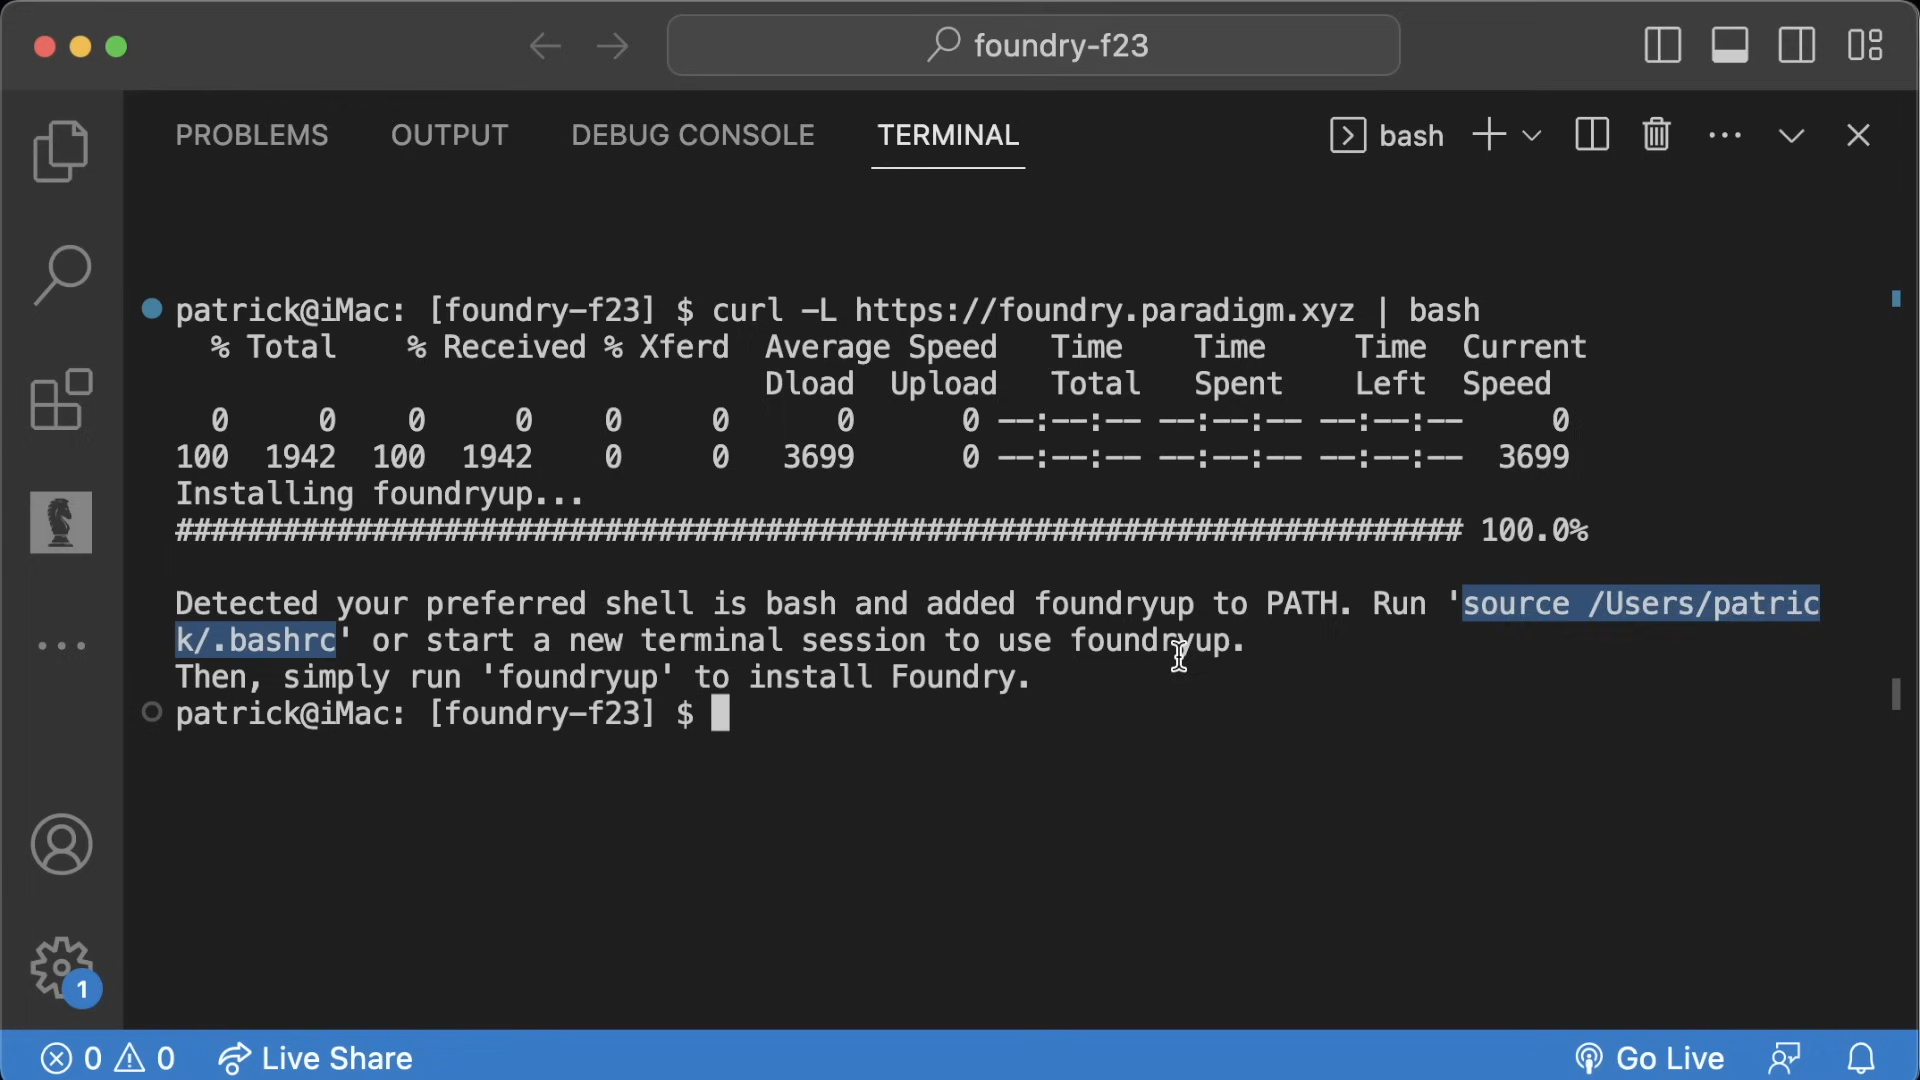 foundry-f23
PROBLEMS OUTPUT DEBUG CONSOLE TERMINAL bash
patrick@iMac: [foundry-f23] $ curl -L https://foundry.paradigm.xyz | bash
% Total % Received % Xferd Average Speed Time Time Time Current
Dload Upload Total Spent Left Speed
0 0 0 0 0 0 0 0 --:--:-- --:--:-- --:--:-- 0
100 1942 100 1942 0 0 3699 0 --:--:-- --:--:-- --:--:-- 3699
Installing foundryup...
######################################################################## 100.0%
Detected your preferred shell is bash and added foundryup to PATH. Run 'source /Users/patric
k/.bashrc' or start a new terminal session to use foundryup.
Then, simply run 'foundryup' to install Foundry.
patrick@iMac: [foundry-f23] $
1
0 0 Live Share Go Live